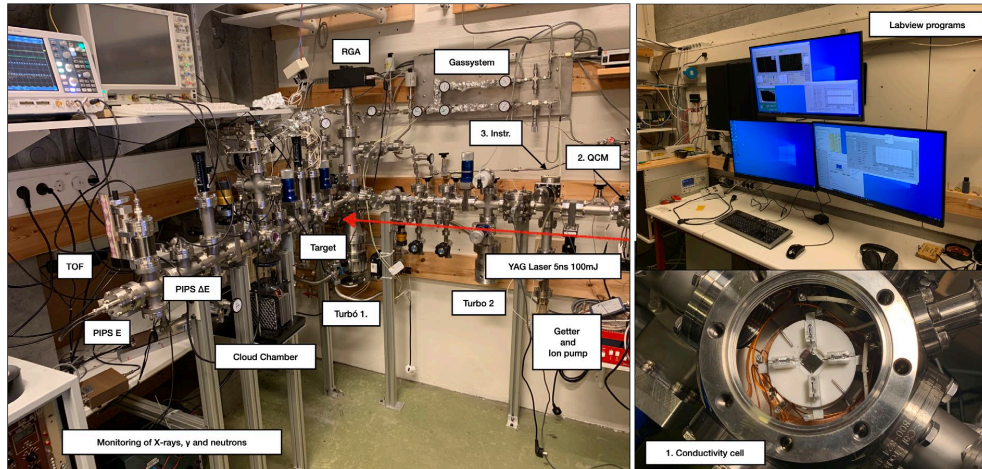 Labview programs
RGA
Gassystem
3. Instr.
2. QCM
Target
YAG Laser 5ns 100mJ
TOF
PIPS ΔE
Turbó 1.
Turbo 2
PIPS E
Getter
and
Ion pump
Cloud Chamber
Monitoring of X-rays, γ and neutrons
1. Conductivity cell